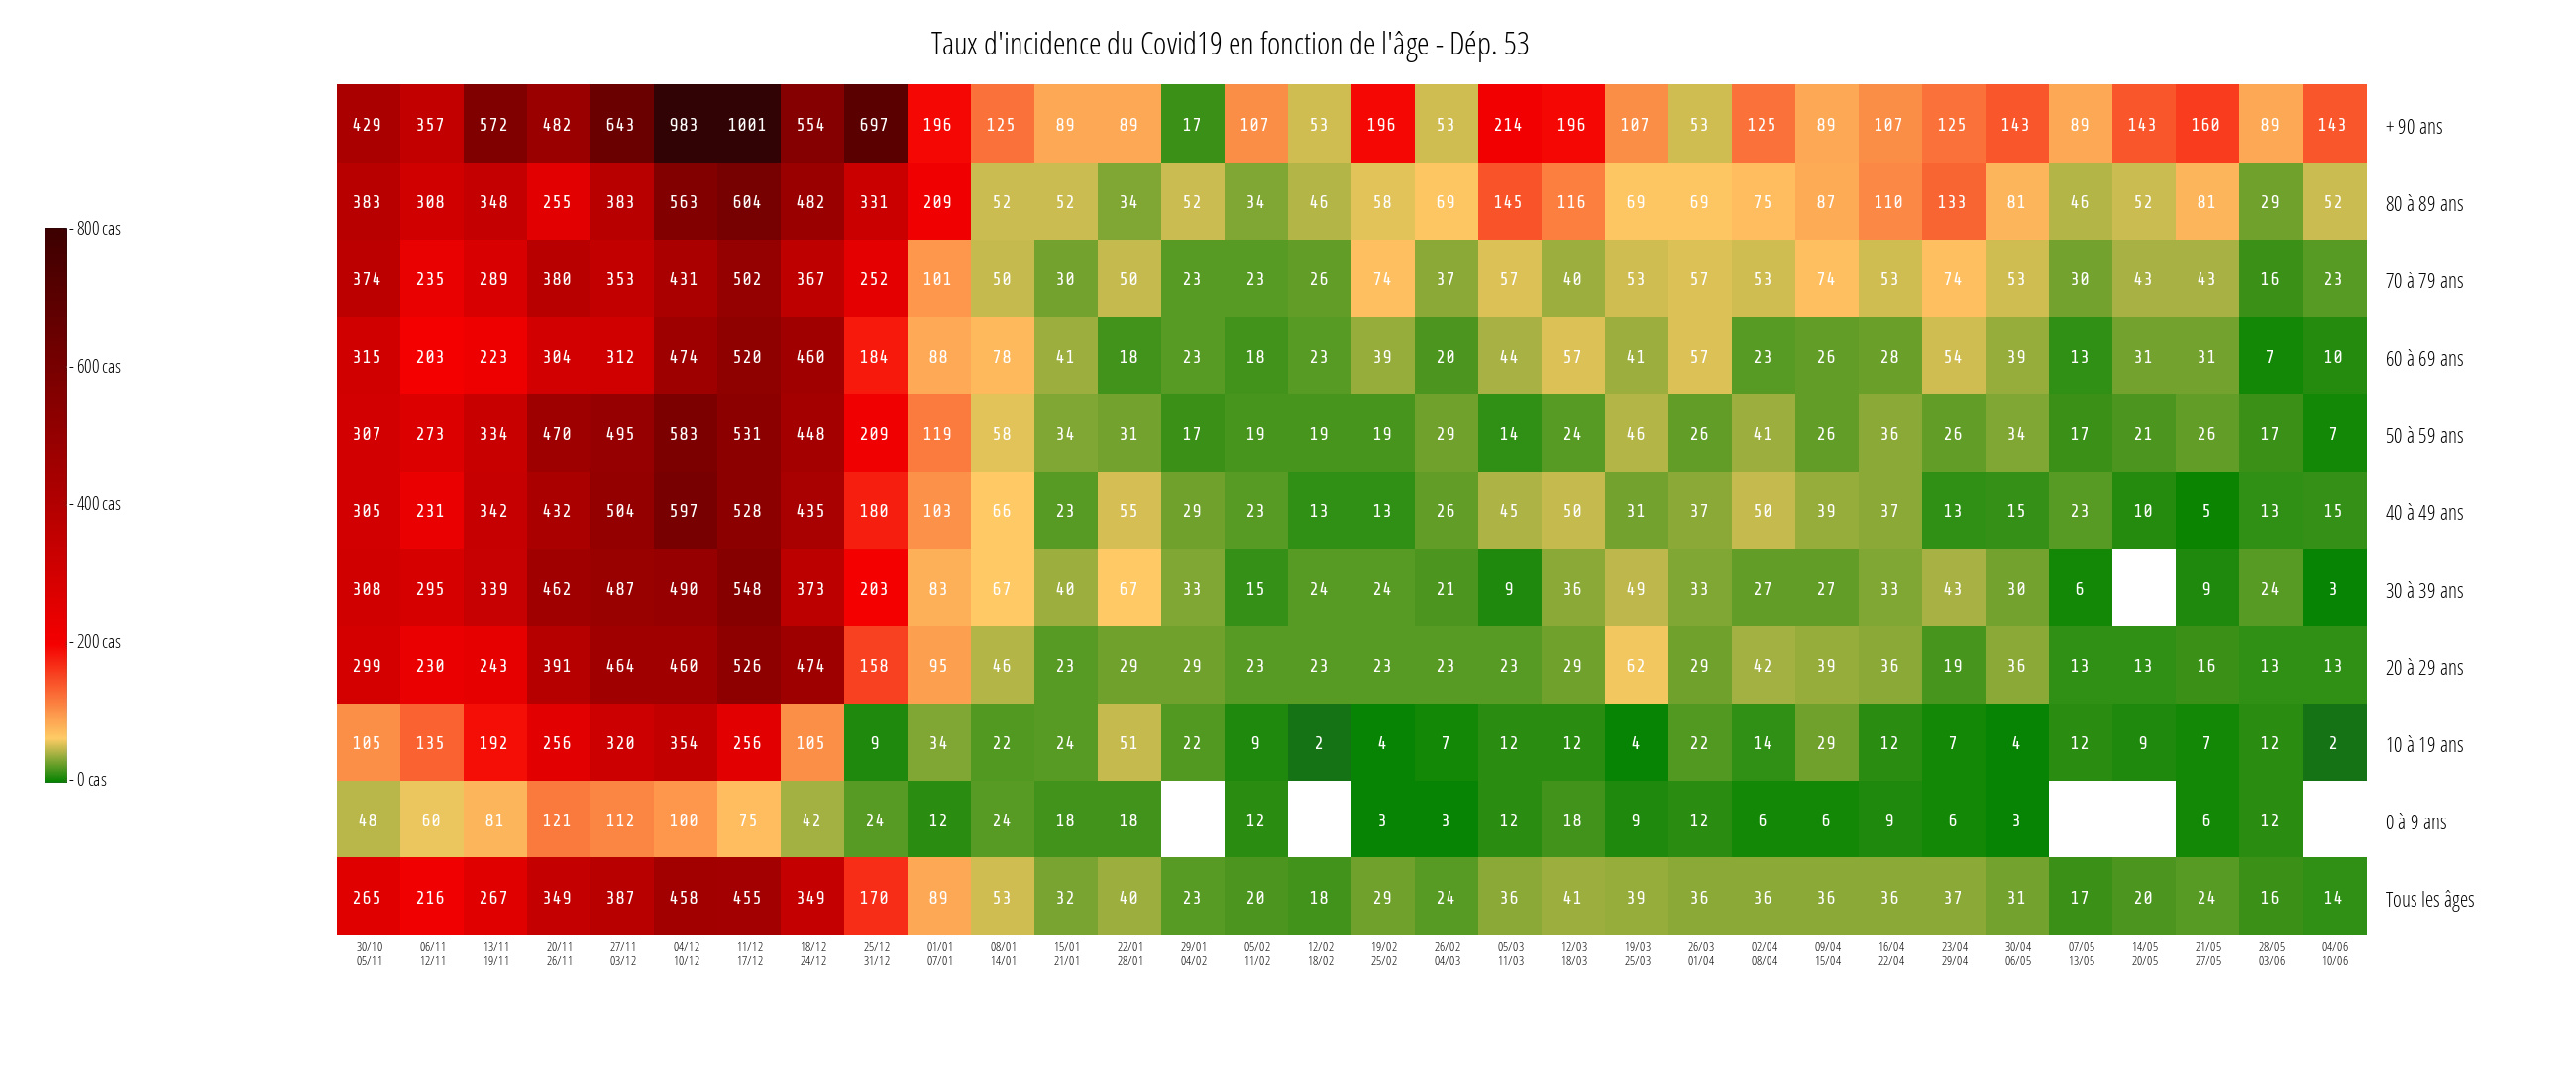 Taux d'incidence du Covid19 en fonction de l'âge - Dép. 53
- 800 cas
- 600 cas
- 400 cas
- 200 cas
- 0 cas
429 357 572 482 643 983 1001 554 697 196 125 89 89 17 107 53 196 53 214 196 107 53 125 89 107 125 143 89 143 160 89 143 + 90 ans
383 308 348 255 383 563 604 482 331 209 52 52 34 52 34 46 58 69 145 116 69 69 75 87 110 133 81 46 52 81 29 52 80 à 89 ans
374 235 289 380 353 431 502 367 252 101 50 30 50 23 23 26 74 37 57 40 53 57 53 74 53 74 53 30 43 43 16 23 70 à 79 ans
315 203 223 304 312 474 520 460 184 88 78 41 18 23 18 23 39 20 44 57 41 57 23 26 28 54 39 13 31 31 7 10 60 à 69 ans
307 273 334 470 495 583 531 448 209 119 58 34 31 17 19 19 19 29 14 24 46 26 41 26 36 26 34 17 21 26 17 7 50 à 59 ans
305 231 342 432 504 597 528 435 180 103 66 23 55 29 23 13 13 26 45 50 31 37 50 39 37 13 15 23 10 5 13 15 40 à 49 ans
308 295 339 462 487 490 548 373 203 83 67 40 67 33 15 24 24 21 9 36 49 33 27 27 33 43 30 6 9 24 3 30 à 39 ans
299 230 243 391 464 460 526 474 158 95 46 23 29 29 23 23 23 23 23 29 62 29 42 39 36 19 36 13 13 16 13 13 20 à 29 ans
105 135 192 256 320 354 256 105 9 34 22 24 51 22 9 2 4 7 12 12 4 22 14 29 12 7 4 12 9 7 12 2 10 à 19 ans
48 60 81 121 112 100 75 42 24 12 24 18 18 12 3 3 12 18 9 12 6 6 9 6 3 6 12 0 à 9 ans
265 216 267 349 387 458 455 349 170 89 53 32 40 23 20 18 29 24 36 41 39 36 36 36 36 37 31 17 20 24 16 14 Tous les âges
30/10 06/11 13/11 20/11 27/11 04/12 11/12 18/12 25/12 01/01 08/01 15/01 22/01 29/01 05/02 12/02 19/02 26/02 05/03 12/03 19/03 26/03 02/04 09/04 16/04 23/04 30/04 07/05 14/05 21/05 28/05 04/06
05/11 12/11 19/11 26/11 03/12 10/12 17/12 24/12 31/12 07/01 14/01 21/01 28/01 04/02 11/02 18/02 25/02 04/03 11/03 18/03 25/03 01/04 08/04 15/04 22/04 29/04 06/05 13/05 20/05 27/05 03/06 10/06